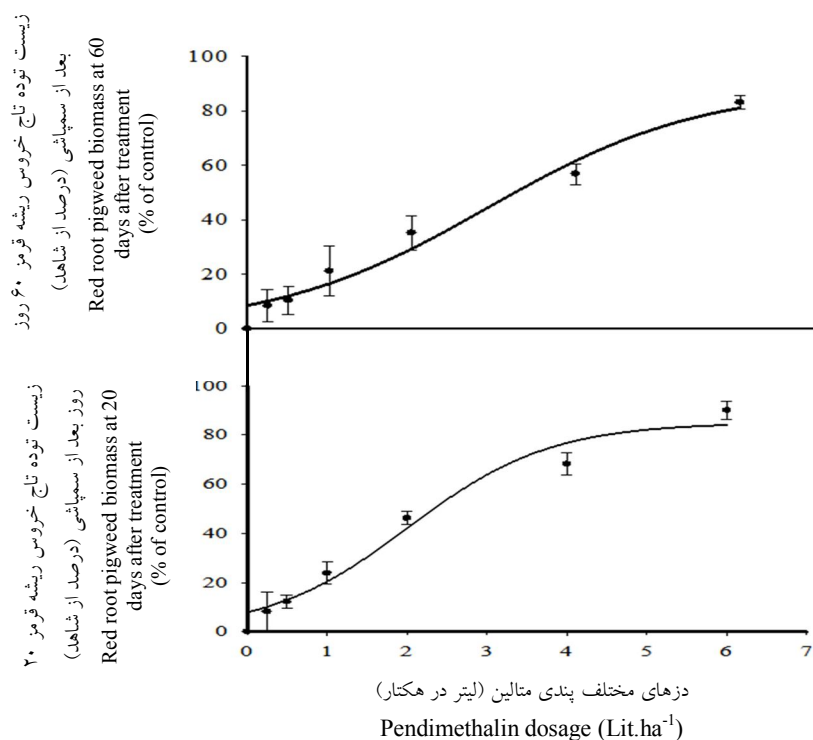 زیست توده تاج خروس ریشه قرمز ۶۰ روز
بعد از سمپاشی (درصد از شاهد)
Red root pigweed biomass at 60
days after treatment
(% of control)
100
80
60
40
20
0
زیست توده تاج خروس ریشه قرمز ۲۰
روز بعد از سمپاشی (درصد از شاهد)
Red root pigweed biomass at 20
days after treatment
(% of control)
100
80
60
40
20
0
0 1 2 3 4 5 6 7
دزهای مختلف پندی متالین (لیتر در هکتار)
Pendimethalin dosage (Lit.ha⁻¹)